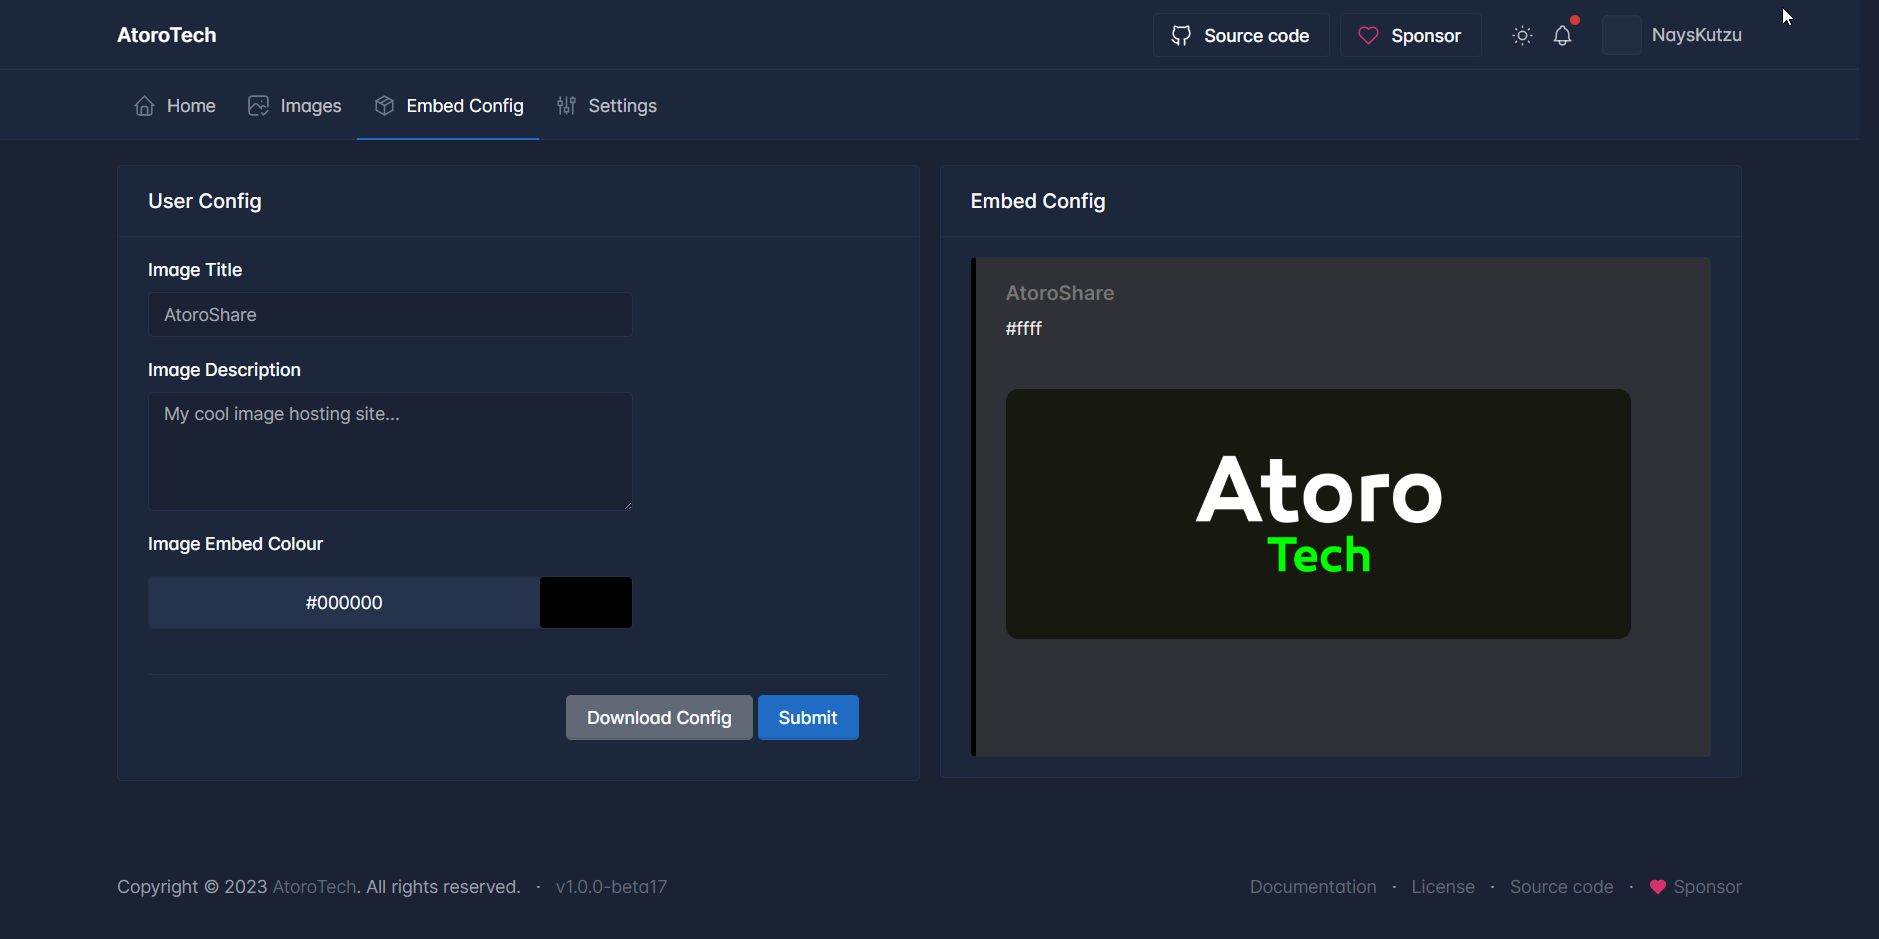 AtoroTech
Source code
Sponsor
NaysKutzu
Home
Images
Embed Config
Settings
User Config
Image Title
AtoroShare
Image Description
My cool image hosting site...
Image Embed Colour
#000000
Download Config
Submit
Embed Config
AtoroShare
#ffff
Atoro
Tech
Copyright © 2023 AtoroTech. All rights reserved. · v1.0.0-beta17
Documentation · License · Source code · Sponsor